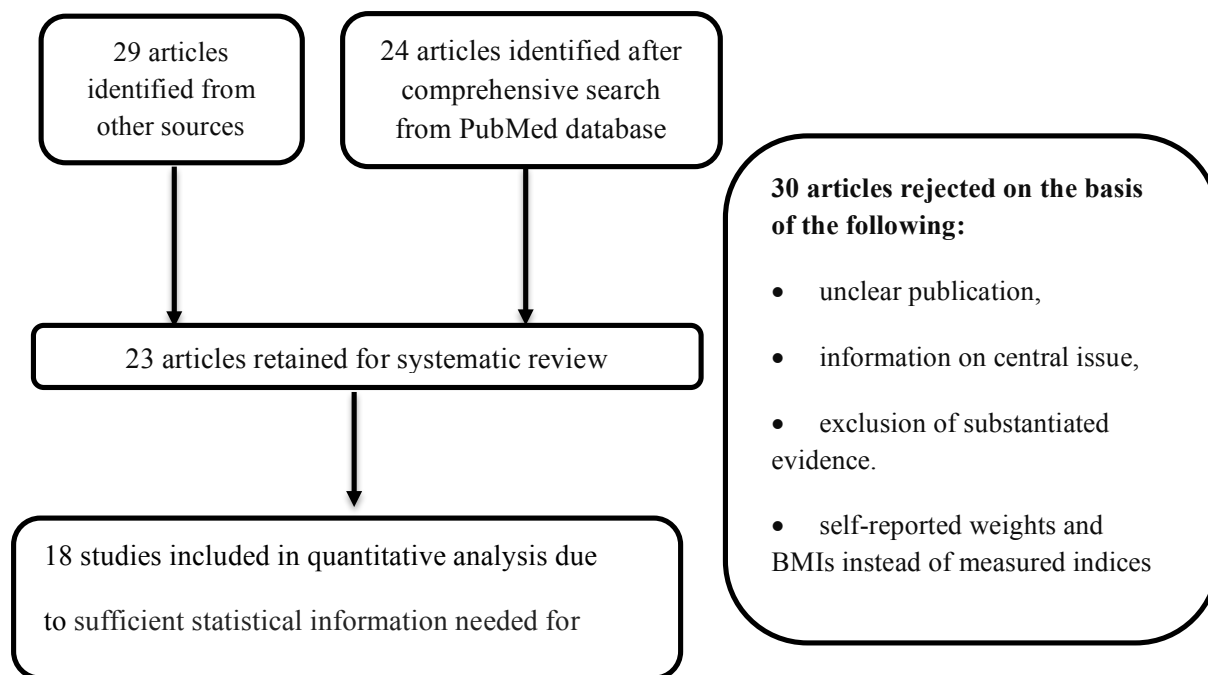 29 articles
identified from
other sources
24 articles identified after
comprehensive search
from PubMed database
30 articles rejected on the basis
of the following:
• unclear publication,
• information on central issue,
• exclusion of substantiated
evidence.
• self-reported weights and
BMIs instead of measured indices
23 articles retained for systematic review
18 studies included in quantitative analysis due
to sufficient statistical information needed for